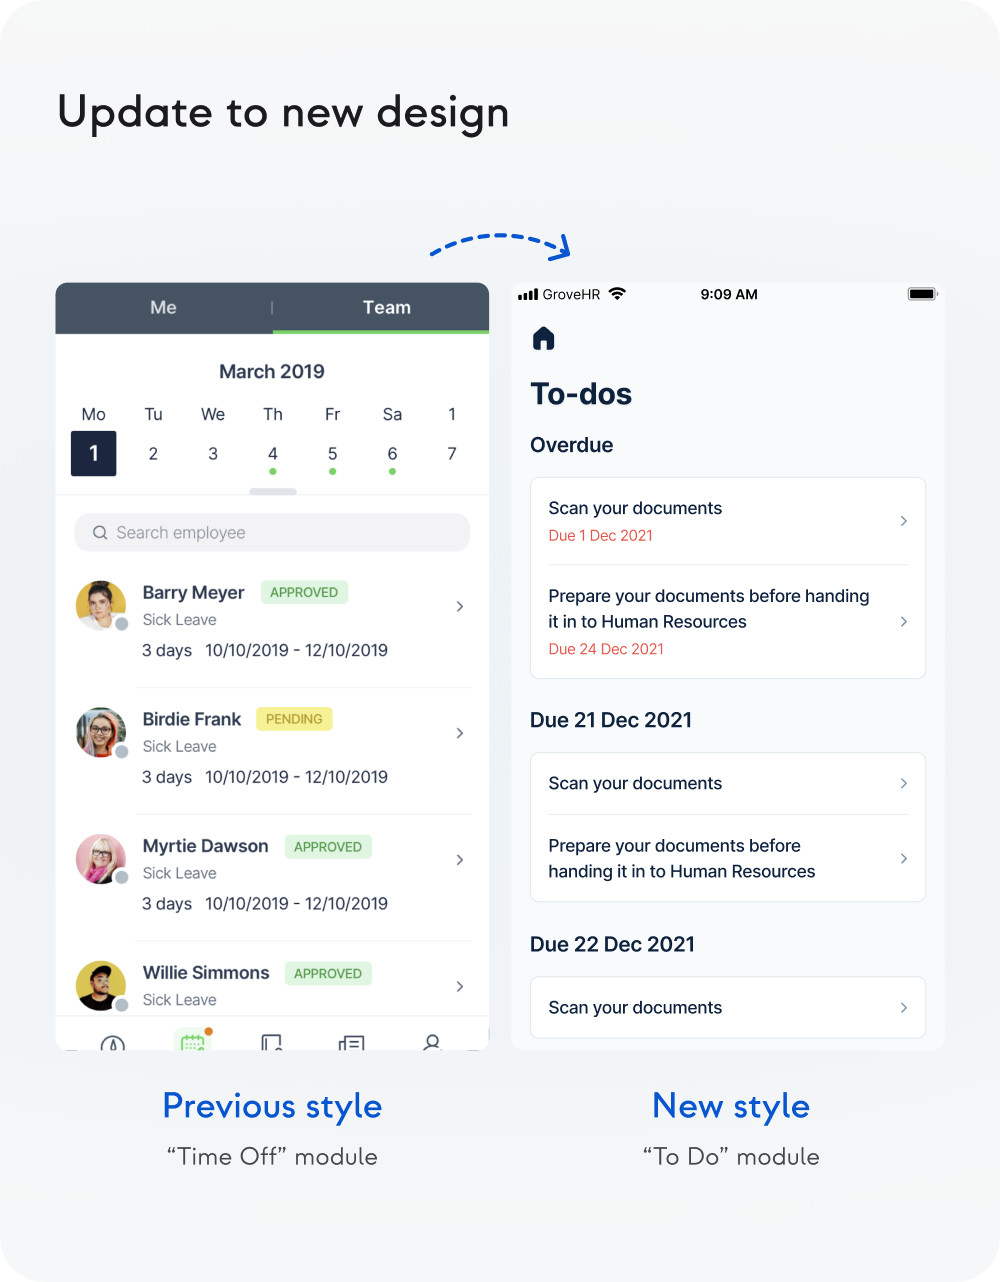 Update to new design
Me | Team
March 2019
Mo Tu We Th Fr Sa 1
1 2 3 4 5 6 7
Search employee
Barry Meyer APPROVED
Sick Leave
3 days 10/10/2019 - 12/10/2019
Birdie Frank PENDING
Sick Leave
3 days 10/10/2019 - 12/10/2019
Myrtie Dawson APPROVED
Sick Leave
3 days 10/10/2019 - 12/10/2019
Willie Simmons APPROVED
Sick Leave
Previous style
“Time Off” module
GroveHR 9:09 AM
To-dos
Overdue
Scan your documents
Due 1 Dec 2021
Prepare your documents before handing
it in to Human Resources
Due 24 Dec 2021
Due 21 Dec 2021
Scan your documents
Prepare your documents before
handing it in to Human Resources
Due 22 Dec 2021
Scan your documents
New style
“To Do” module